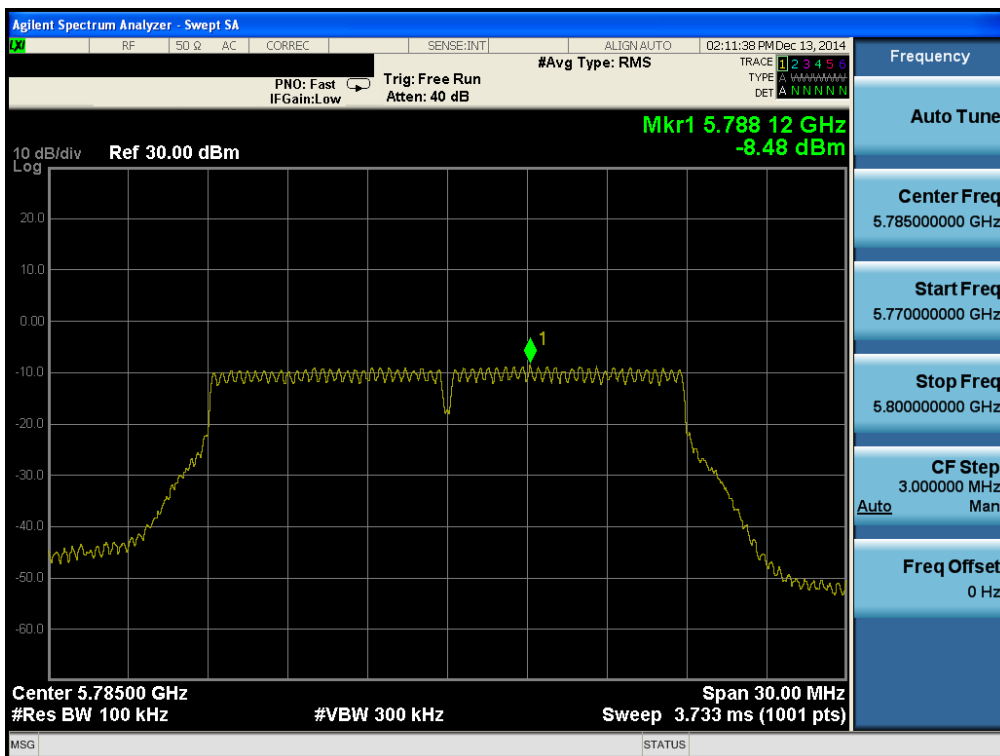 Agilent Spectrum Analyzer - Swept SA
LXI RF 50 Ω AC CORREC SENSE:INT ALIGN AUTO 02:11:38 PM Dec 13, 2014
Frequency
#Avg Type: RMS
TRACE 1 2 3 4 5 6
PNO: Fast Trig: Free Run
TYPE A WWWWWW
IFGain:Low Atten: 40 dB
DET A N N N N N
Auto Tune
Mkr1 5.788 12 GHz
-8.48 dBm
10 dB/div Ref 30.00 dBm
Log
20.0
10.0
0.00
-10.0
-20.0
-30.0
-40.0
-50.0
-60.0
1
Center Freq
5.785000000 GHz
Start Freq
5.770000000 GHz
Stop Freq
5.800000000 GHz
CF Step
3.000000 MHz
Auto Man
Freq Offset
0 Hz
Center 5.78500 GHz Span 30.00 MHz
#Res BW 100 kHz #VBW 300 kHz Sweep 3.733 ms (1001 pts)
MSG STATUS